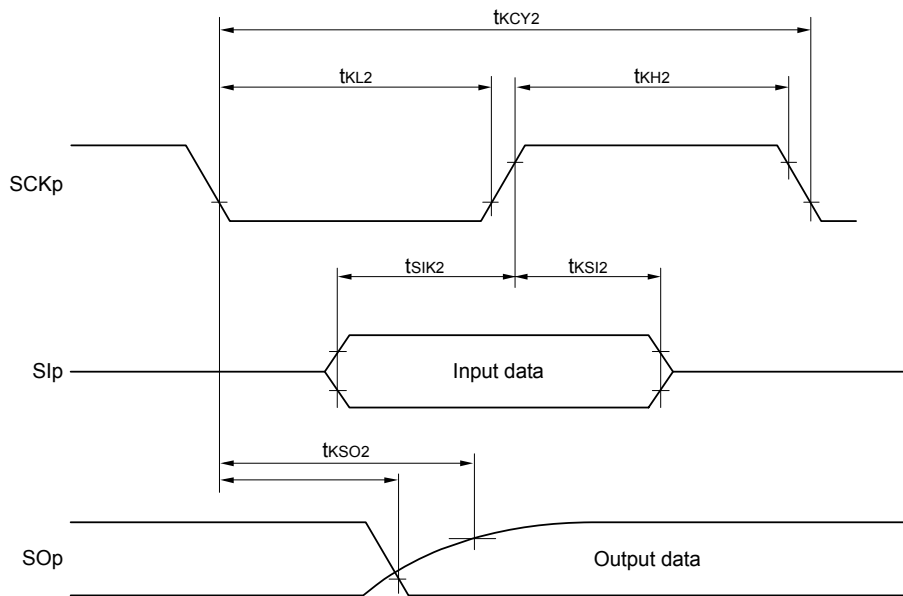 tKCY2
tKL2
tKH2
SCKp
tSIK2
tKSI2
SIp
Input data
tKSO2
SOp
Output data